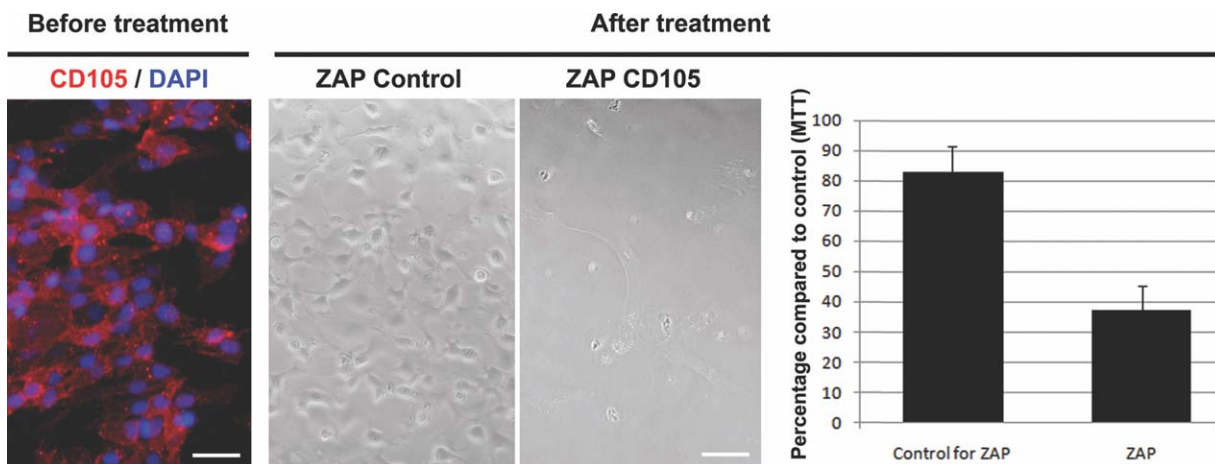 Before treatment
After treatment
CD105 / DAPI
ZAP Control
ZAP CD105
Percentage compared to control (MTT)
100
90
80
70
60
50
40
30
20
10
0
Control for ZAP
ZAP